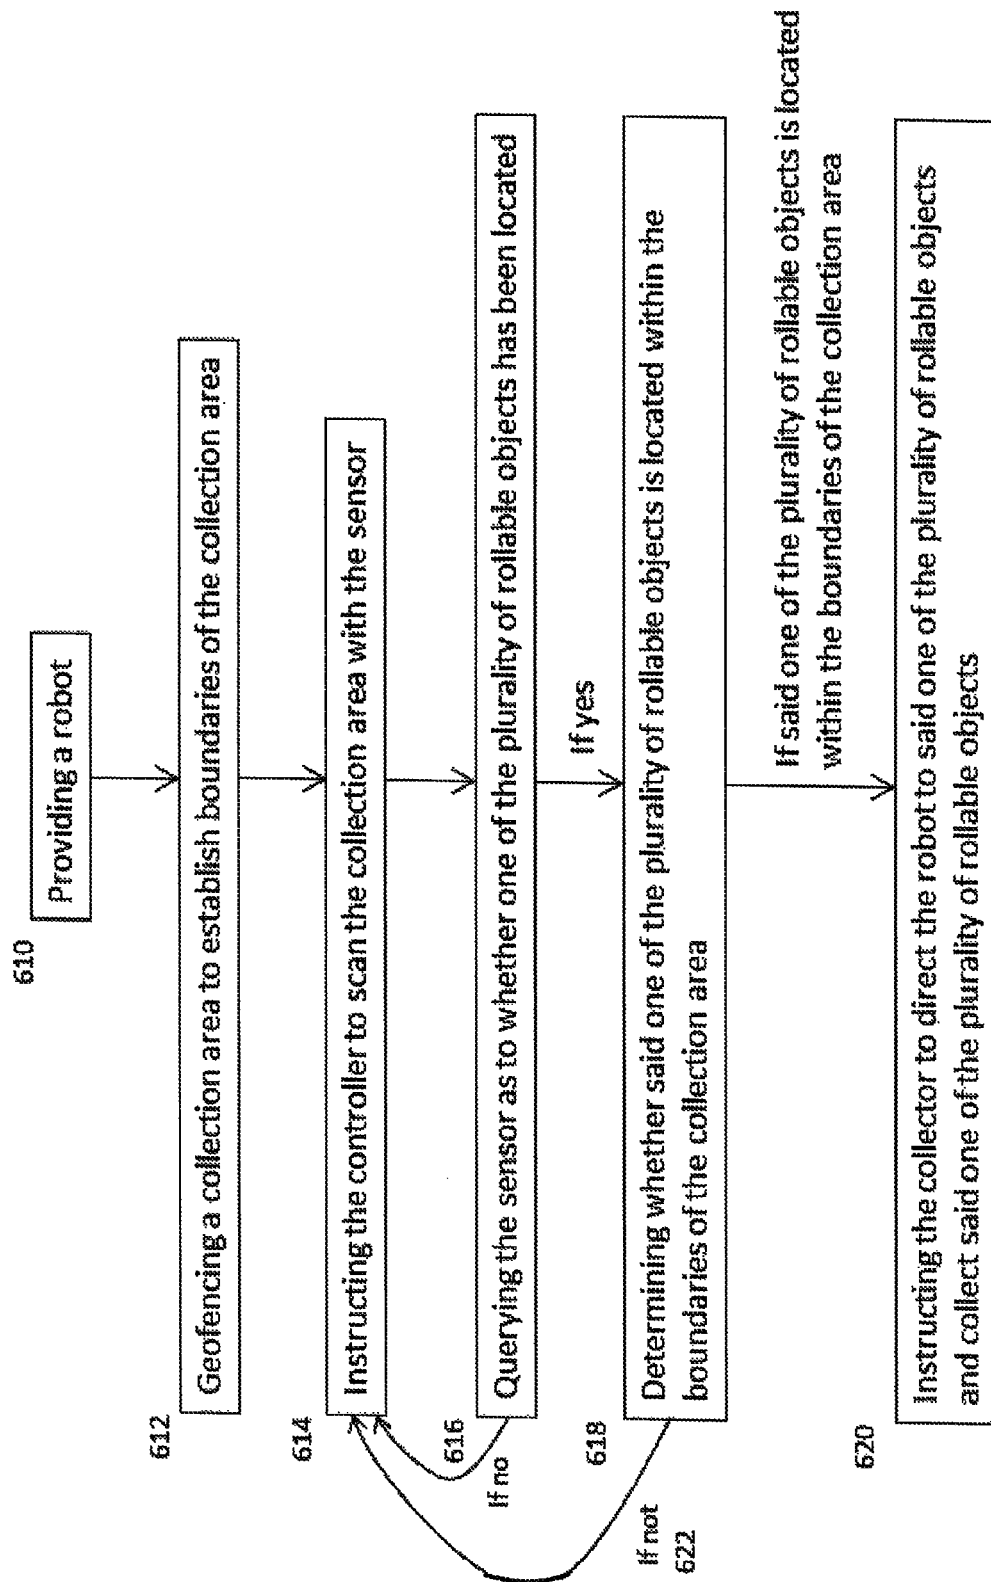 610
Providing a robot
612
Geofencing a collection area to establish boundaries of the collection area
614
Instructing the controller to scan the collection area with the sensor
616
Querying the sensor as to whether one of the plurality of rollable objects has been located
If no
If yes
618
Determining whether said one of the plurality of rollable objects is located within the
boundaries of the collection area
If not
622
If said one of the plurality of rollable objects is located
within the boundaries of the collection area
620
Instructing the collector to direct the robot to said one of the plurality of rollable objects
and collect said one of the plurality of rollable objects